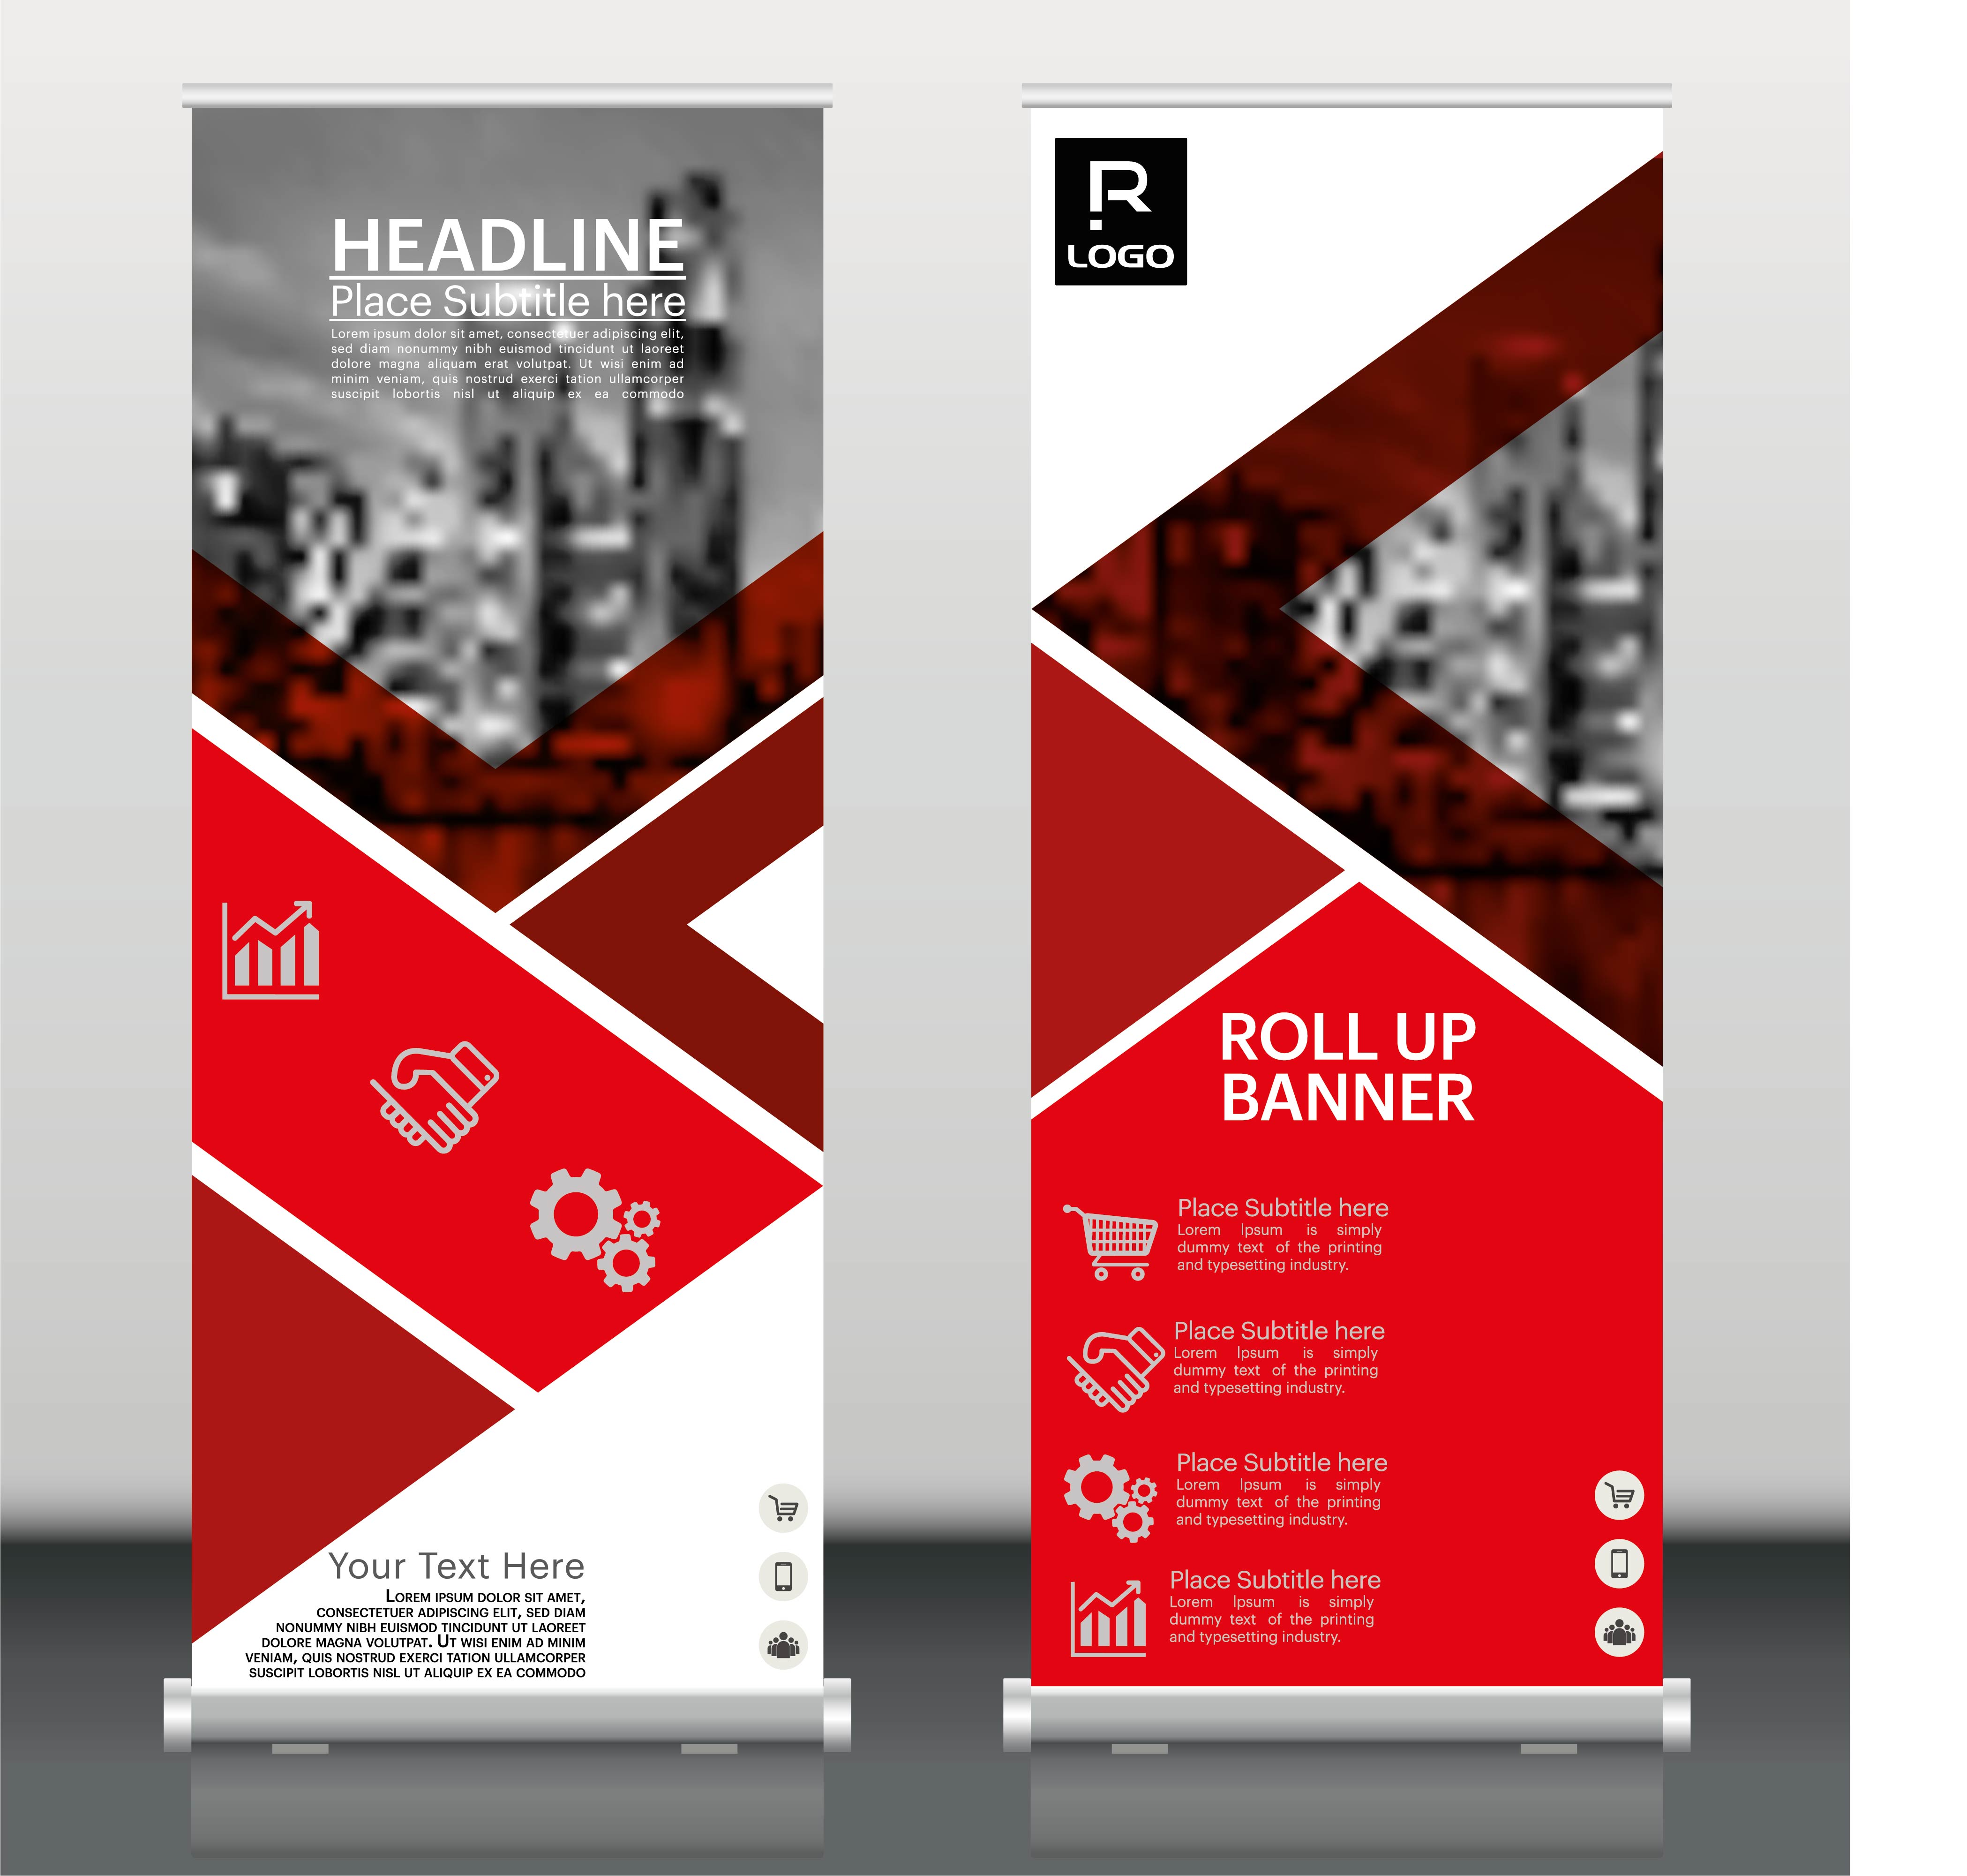 HEADLINE
Place Subtitle here
Lorem ipsum dolor sit amet, consectetuer adipiscing elit,
sed diam nonummy nibh euismod tincidunt ut laoreet
dolore magna aliquam erat volutpat. Ut wisi enim ad
minim veniam, quis nostrud exerci tation ullamcorper
suscipit lobortis nisl ut aliquip ex ea commodo
Your Text Here
LOREM IPSUM DOLOR SIT AMET,
CONSECTETUER ADIPISCING ELIT, SED DIAM
NONUMMY NIBH EUISMOD TINCIDUNT UT LAOREET
DOLORE MAGNA VOLUTPAT. UT WISI ENIM AD MINIM
VENIAM, QUIS NOSTRUD EXERCI TATION ULLAMCORPER
SUSCIPIT LOBORTIS NISL UT ALIQUIP EX EA COMMODO
R
LOGO
ROLL UP
BANNER
Place Subtitle here
Lorem Ipsum is simply
dummy text of the printing
and typesetting industry.
Place Subtitle here
Lorem Ipsum is simply
dummy text of the printing
and typesetting industry.
Place Subtitle here
Lorem Ipsum is simply
dummy text of the printing
and typesetting industry.
Place Subtitle here
Lorem Ipsum is simply
dummy text of the printing
and typesetting industry.